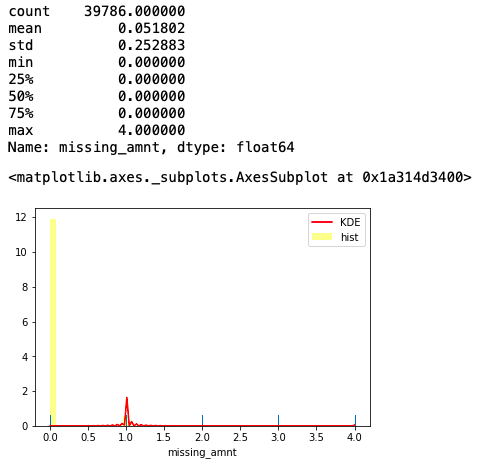 count    39786.000000
mean         0.051802
std          0.252883
min          0.000000
25%          0.000000
50%          0.000000
75%          0.000000
max          4.000000
Name: missing_amnt, dtype: float64
<matplotlib.axes._subplots.AxesSubplot at 0x1a314d3400>
KDE
hist
12
10
8
6
4
2
0
0.0 0.5 1.0 1.5 2.0 2.5 3.0 3.5 4.0
missing_amnt